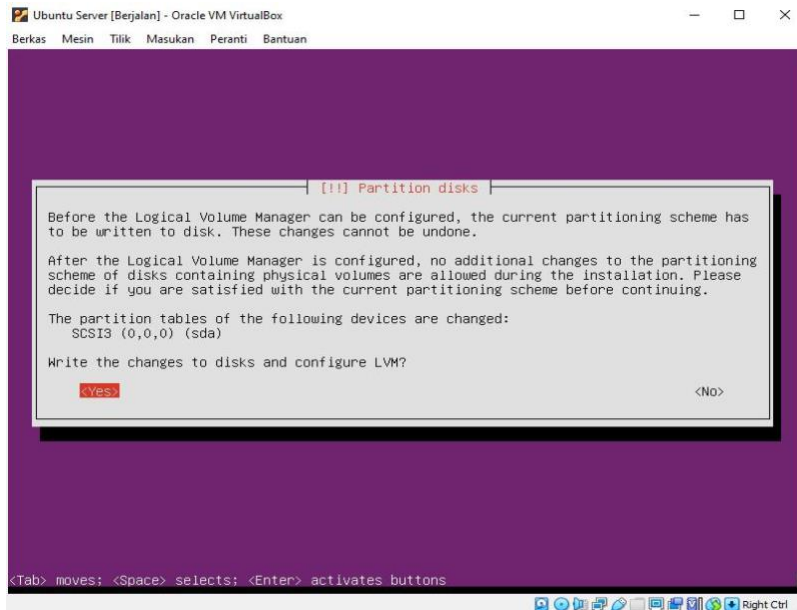 Ubuntu Server [Berjalan] - Oracle VM VirtualBox
Berkas Mesin Tilik Masukan Peranti Bantuan
[!!] Partition disks
Before the Logical Volume Manager can be configured, the current partitioning scheme has
to be written to disk. These changes cannot be undone.
After the Logical Volume Manager is configured, no additional changes to the partitioning
scheme of disks containing physical volumes are allowed during the installation. Please
decide if you are satisfied with the current partitioning scheme before continuing.
The partition tables of the following devices are changed:
SCSI3 (0,0,0) (sda)
Write the changes to disks and configure LVM?
<Yes> <No>
<Tab> moves; <Space> selects; <Enter> activates buttons
Right Ctrl